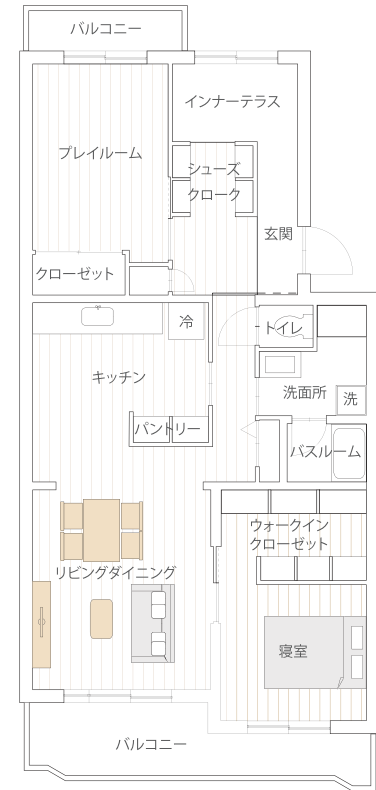 バルコニー
インナーテラス
プレイルーム
シューズ
クローク
玄関
クローゼット
冷
トイレ
キッチン
洗面所
洗
パントリー
バスルーム
ウォークイン
クローゼット
リビングダイニング
寝室
バルコニー